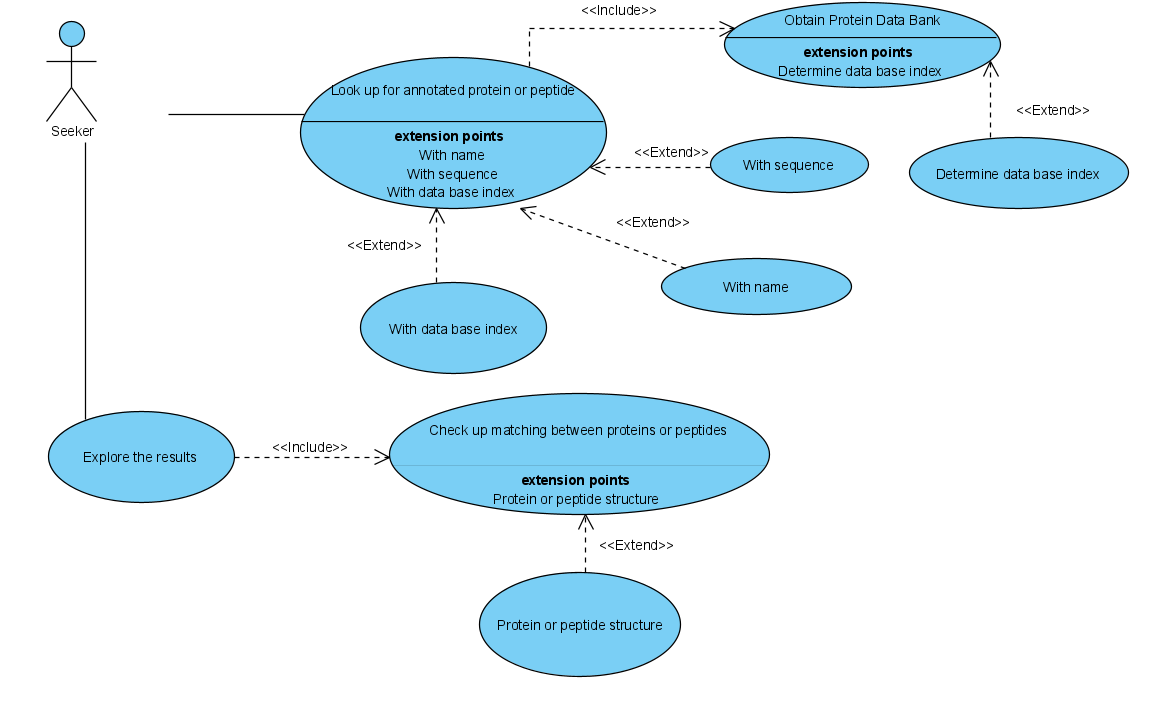 <<Include>>
Obtain Protein Data Bank
extension points
Determine data base index
Seeker
Look up for annotated protein or peptide
extension points
With name
With sequence
With data base index
<<Extend>>
With sequence
<<Extend>>
Determine data base index
<<Extend>>
With name
<<Extend>>
With data base index
Explore the results
<<Include>>
Check up matching between proteins or peptides
extension points
Protein or peptide structure
<<Extend>>
Protein or peptide structure